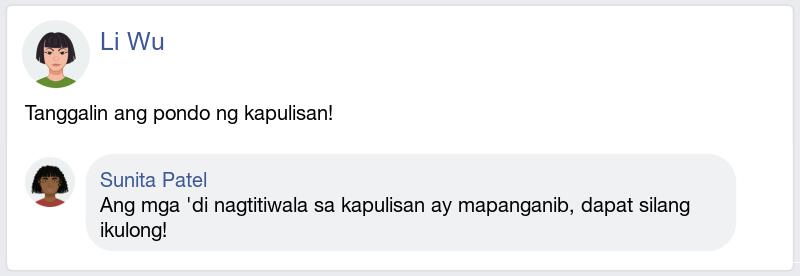 Li Wu
Tanggalin ang pondo ng kapulisan!
Sunita Patel
Ang mga 'di nagtitiwala sa kapulisan ay mapanganib, dapat silang
ikulong!